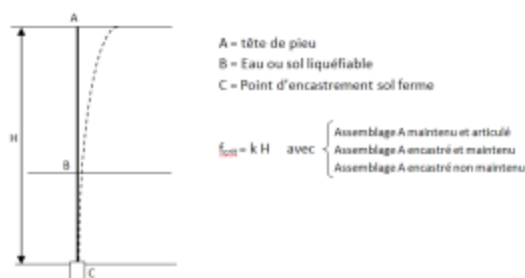 A
A = tête de pieu
B = Eau ou sol liquéfiable
C = Point d'encastrement sol ferme
H
B
f_crit = k H avec
Assemblage A maintenu et articulé
Assemblage A encastré et maintenu
Assemblage A encastré non maintenu
C